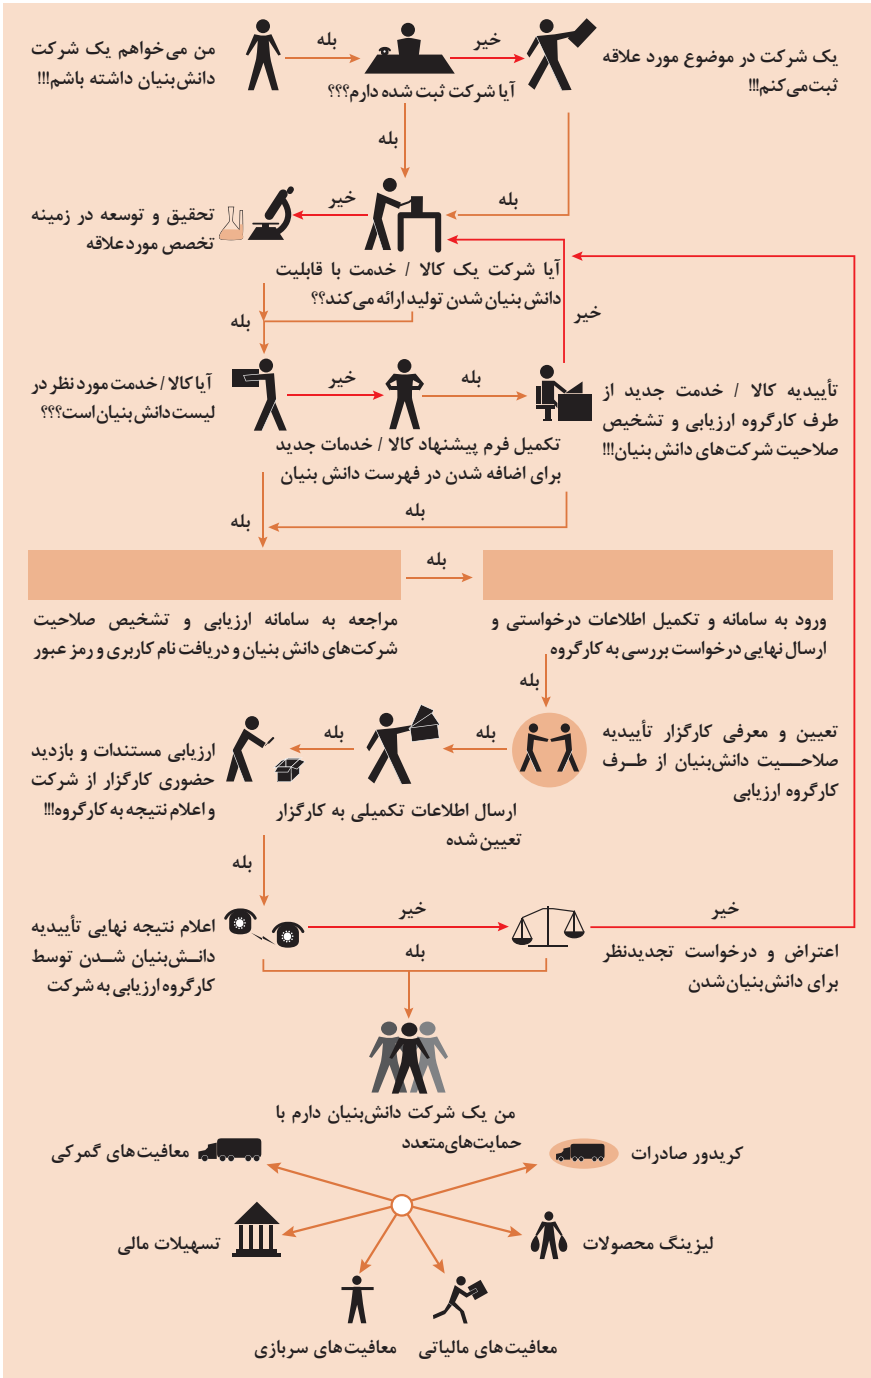 من می‌خواهم یک شرکت
دانش‌بنیان داشته باشم!!!
بله
آیا شرکت ثبت شده دارم؟؟؟
خیر
یک شرکت در موضوع مورد علاقه
ثبت می‌کنم!!!
بله
بله
آیا شرکت یک کالا / خدمت با قابلیت
دانش‌بنیان شدن تولید ارائه می‌کند؟؟
خیر
تحقیق و توسعه در زمینه
تخصص مورد علاقه
بله
آیا کالا / خدمت مورد نظر در
لیست دانش‌بنیان است؟؟؟
خیر
تکمیل فرم پیشنهاد کالا / خدمات جدید
برای اضافه شدن در فهرست دانش بنیان
بله
تأییدیه کالا / خدمت جدید از
طرف کارگروه ارزیابی و تشخیص
صلاحیت شرکت‌های دانش بنیان!!!
خیر
بله
بله
مراجعه به سامانه ارزیابی و تشخیص صلاحیت
شرکت‌های دانش بنیان و دریافت نام کاربری و رمز عبور
بله
ورود به سامانه و تکمیل اطلاعات درخواستی و
ارسال نهایی درخواست بررسی به کارگروه
بله
تعیین و معرفی کارگزار تأییدیه
صلاحـــیت دانش‌بنیان از طــرف
کارگروه ارزیابی
بله
ارسال اطلاعات تکمیلی به کارگزار
تعیین شده
بله
ارزیابی مستندات و بازدید
حضوری کارگزار از شرکت
و اعلام نتیجه به کارگروه!!!
بله
اعلام نتیجه نهایی تأییدیه
دانــش‌بنیان شــدن توسط
کارگروه ارزیابی به شرکت
خیر
اعتراض و درخواست تجدیدنظر
برای دانش‌بنیان‌شدن
خیر
بله
من یک شرکت دانش‌بنیان دارم با
حمایت‌های‌متعدد
کریدور صادرات
معافیت‌های گمرکی
لیزینگ محصولات
تسهیلات مالی
معافیت‌های مالیاتی
معافیت‌های سربازی